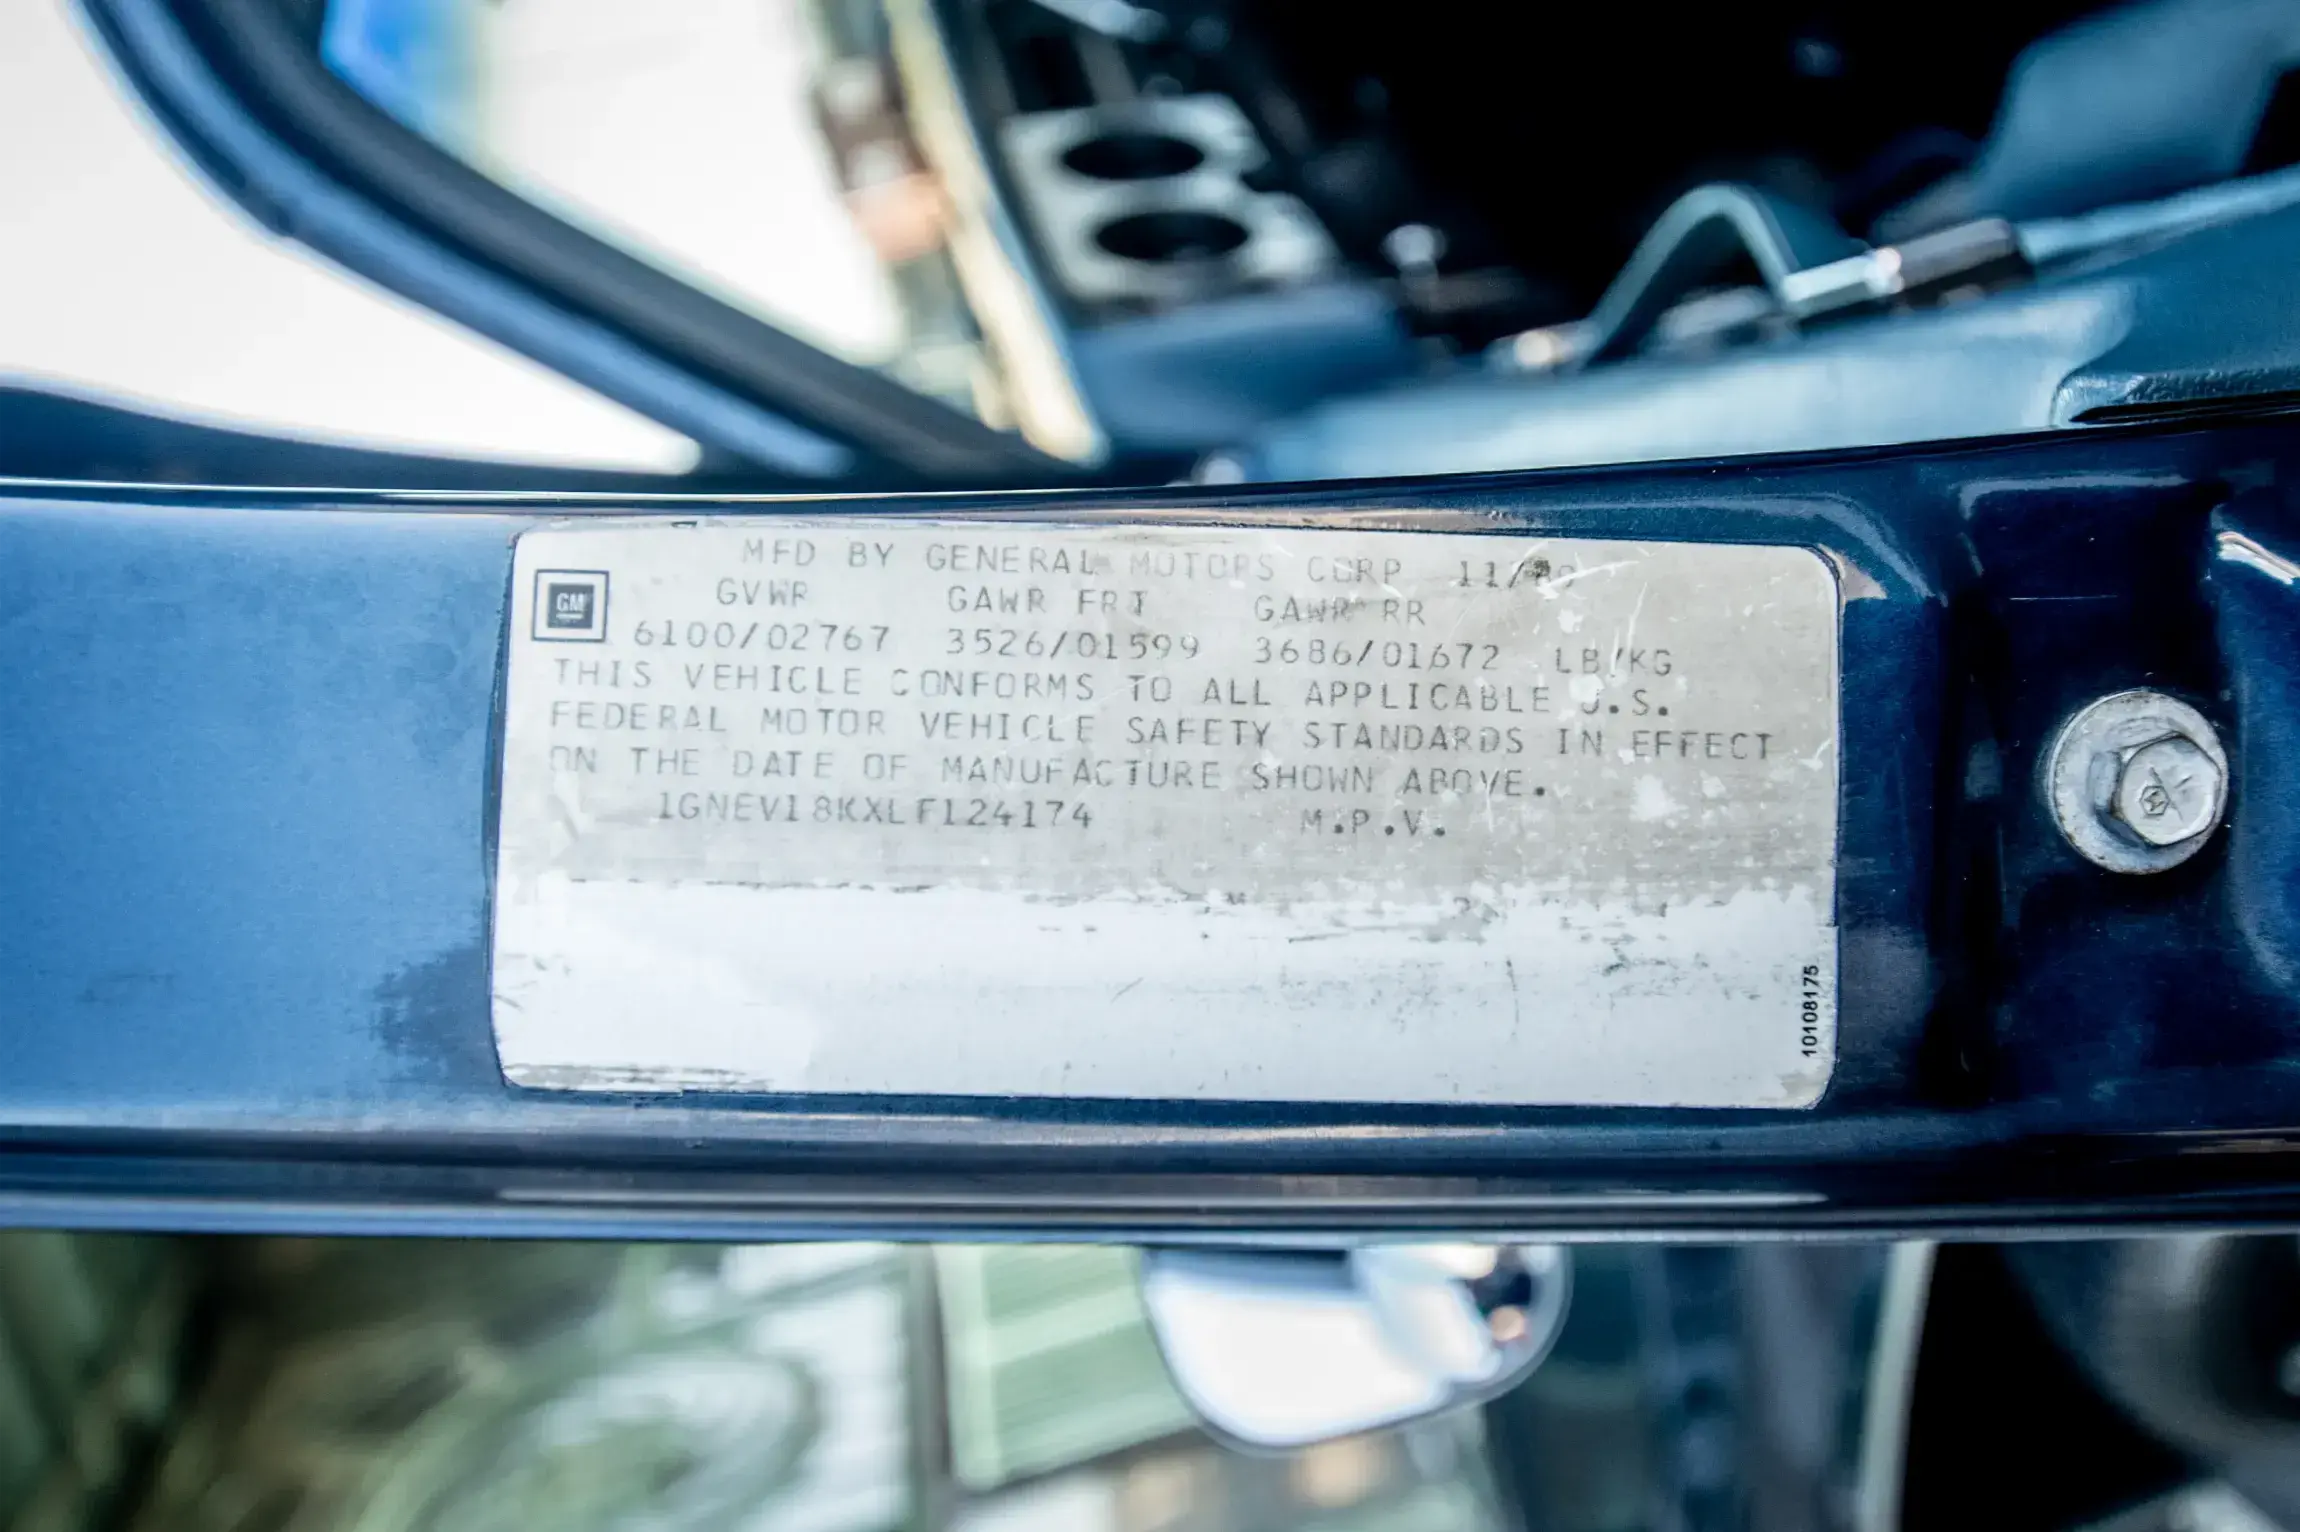 MFD BY GENERAL MOTORS CORP
GM
GVWR GAWR FRT GAWR RR
6100/02767 3526/01599 3686/01672 LB/KG
THIS VEHICLE CONFORMS TO ALL APPLICABLE U.S.
FEDERAL MOTOR VEHICLE SAFETY STANDARDS IN EFFECT
ON THE DATE OF MANUFACTURE SHOWN ABOVE.
1GNEV18KXLF124174 M.P.V.
10108175